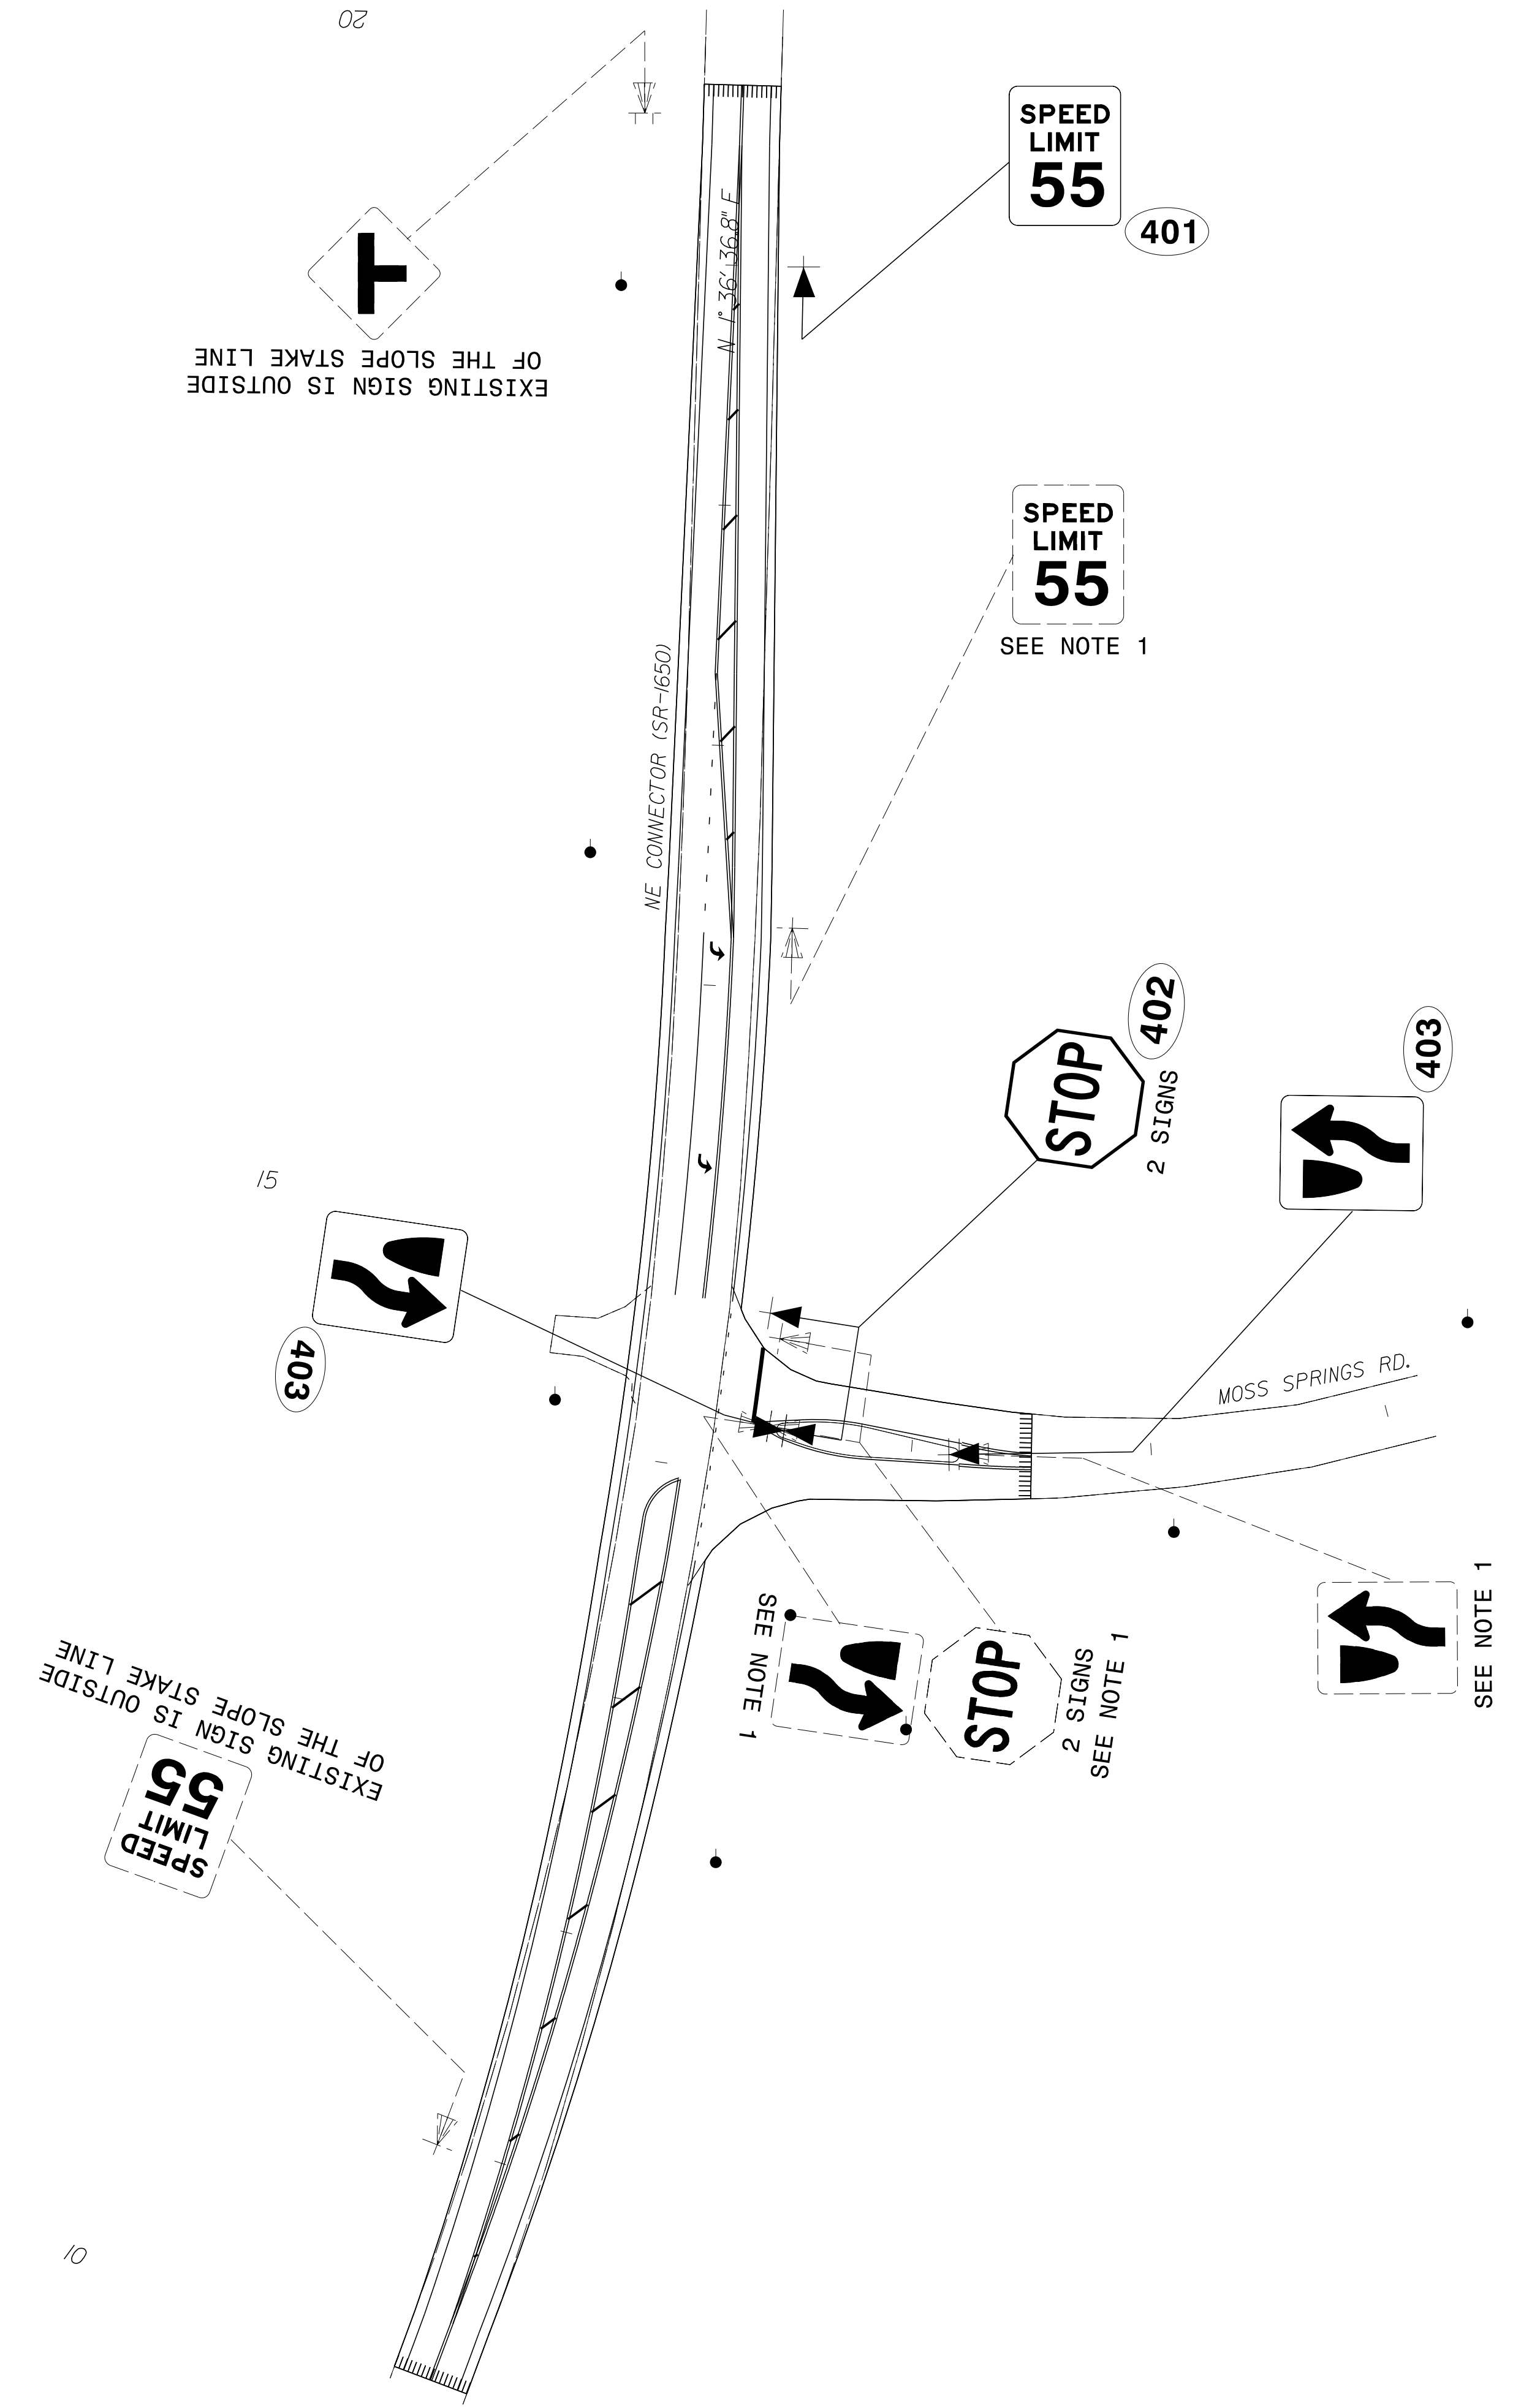 20
SPEED
LIMIT
55
401
N 1° 36' 36.8" E
EXISTING SIGN IS OUTSIDE
OF THE SLOPE STAKE LINE
SPEED
LIMIT
55
SEE NOTE 1
NE CONNECTOR (SR-1650)
STOP
402
2 SIGNS
403
15
403
MOSS SPRINGS RD.
SEE NOTE 1
STOP
2 SIGNS
SEE NOTE 1
SEE NOTE 1
EXISTING SIGN IS OUTSIDE
OF THE SLOPE STAKE LINE
SPEED
LIMIT
55
10